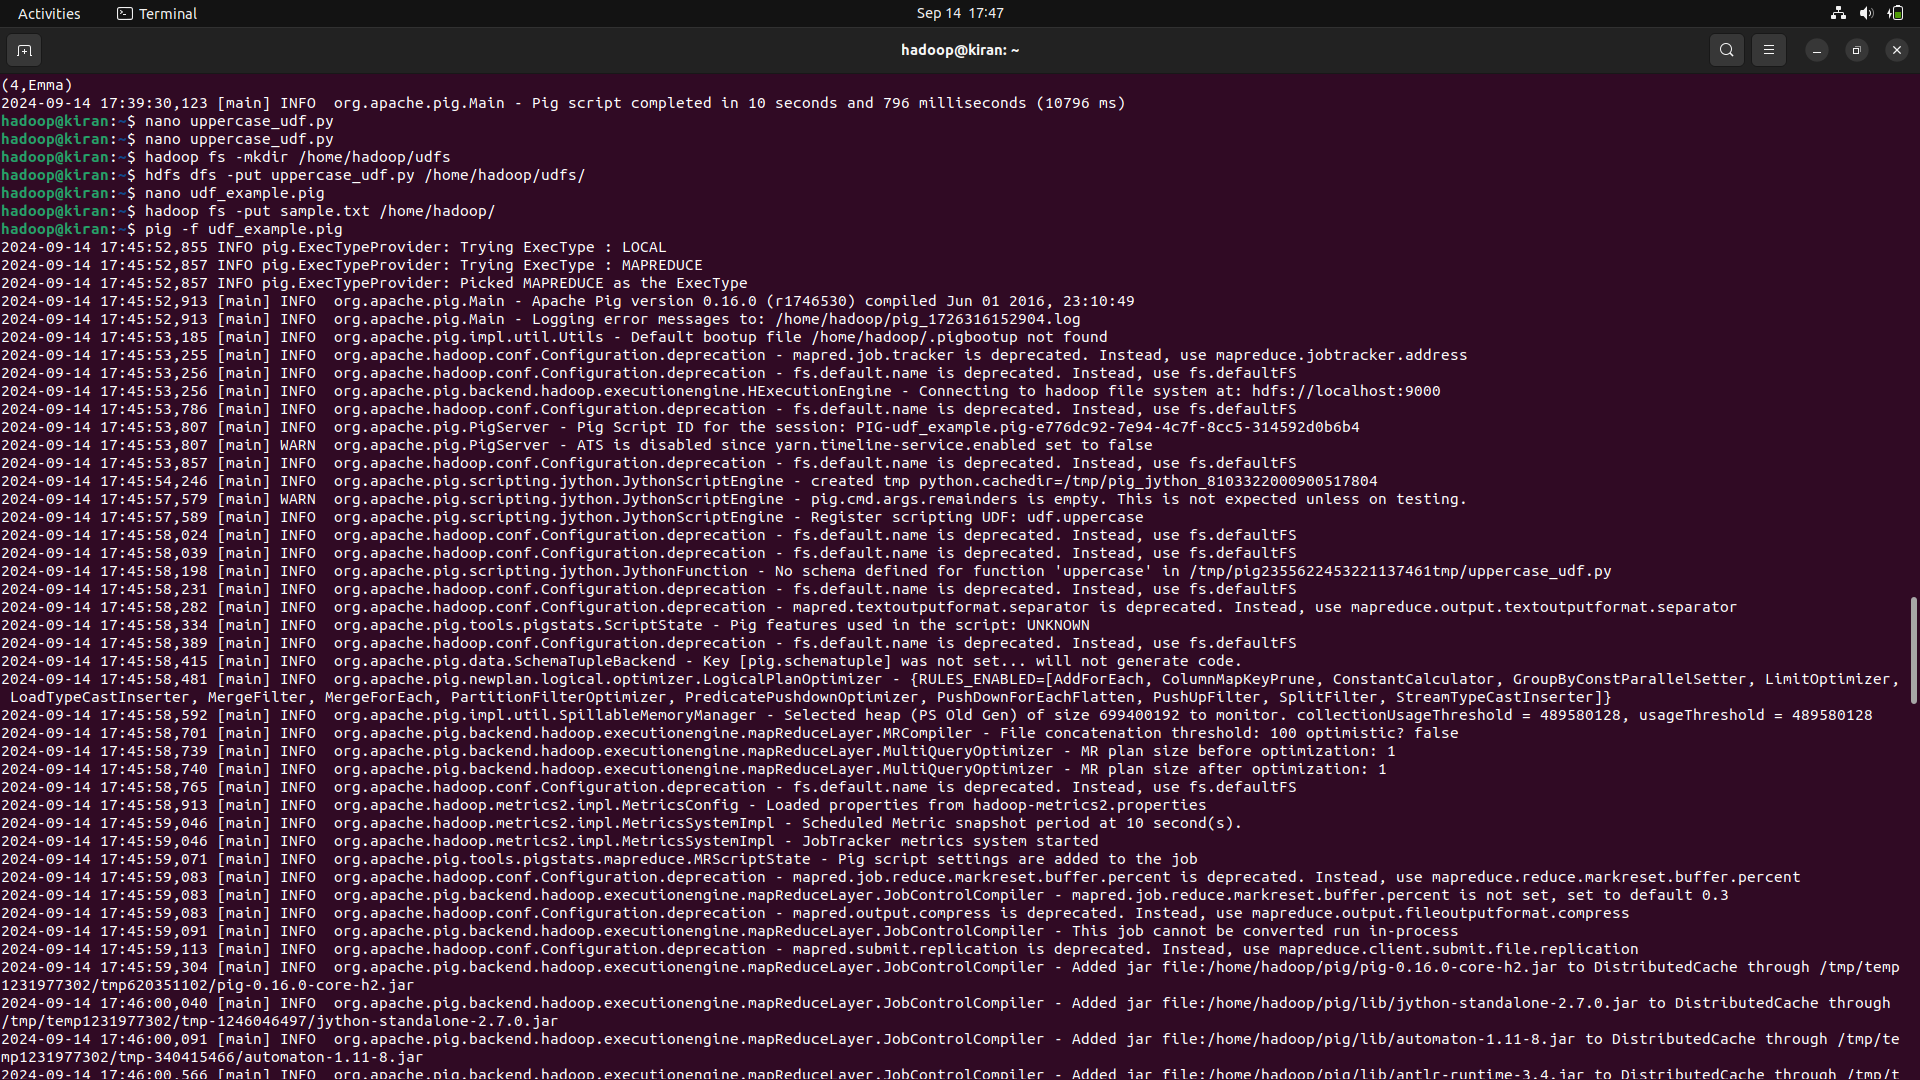 Activities
Terminal
Sep 14 17:47
hadoop@kiran: ~
(4,Emma)
2024-09-14 17:39:30,123 [main] INFO  org.apache.pig.Main - Pig script completed in 10 seconds and 796 milliseconds (10796 ms)
hadoop@kiran:~$ nano uppercase_udf.py
hadoop@kiran:~$ nano uppercase_udf.py
hadoop@kiran:~$ hadoop fs -mkdir /home/hadoop/udfs
hadoop@kiran:~$ hdfs dfs -put uppercase_udf.py /home/hadoop/udfs/
hadoop@kiran:~$ nano udf_example.pig
hadoop@kiran:~$ hadoop fs -put sample.txt /home/hadoop/
hadoop@kiran:~$ pig -f udf_example.pig
2024-09-14 17:45:52,855 INFO pig.ExecTypeProvider: Trying ExecType : LOCAL
2024-09-14 17:45:52,857 INFO pig.ExecTypeProvider: Trying ExecType : MAPREDUCE
2024-09-14 17:45:52,857 INFO pig.ExecTypeProvider: Picked MAPREDUCE as the ExecType
2024-09-14 17:45:52,913 [main] INFO  org.apache.pig.Main - Apache Pig version 0.16.0 (r1746530) compiled Jun 01 2016, 23:10:49
2024-09-14 17:45:52,913 [main] INFO  org.apache.pig.Main - Logging error messages to: /home/hadoop/pig_1726316152904.log
2024-09-14 17:45:53,185 [main] INFO  org.apache.pig.impl.util.Utils - Default bootup file /home/hadoop/.pigbootup not found
2024-09-14 17:45:53,255 [main] INFO  org.apache.hadoop.conf.Configuration.deprecation - mapred.job.tracker is deprecated. Instead, use mapreduce.jobtracker.address
2024-09-14 17:45:53,256 [main] INFO  org.apache.hadoop.conf.Configuration.deprecation - fs.default.name is deprecated. Instead, use fs.defaultFS
2024-09-14 17:45:53,256 [main] INFO  org.apache.pig.backend.hadoop.executionengine.HExecutionEngine - Connecting to hadoop file system at: hdfs://localhost:9000
2024-09-14 17:45:53,786 [main] INFO  org.apache.hadoop.conf.Configuration.deprecation - fs.default.name is deprecated. Instead, use fs.defaultFS
2024-09-14 17:45:53,807 [main] INFO  org.apache.pig.PigServer - Pig Script ID for the session: PIG-udf_example.pig-e776dc92-7e94-4c7f-8cc5-314592d0b6b4
2024-09-14 17:45:53,807 [main] WARN  org.apache.pig.PigServer - ATS is disabled since yarn.timeline-service.enabled set to false
2024-09-14 17:45:53,857 [main] INFO  org.apache.hadoop.conf.Configuration.deprecation - fs.default.name is deprecated. Instead, use fs.defaultFS
2024-09-14 17:45:54,246 [main] INFO  org.apache.pig.scripting.jython.JythonScriptEngine - created tmp python.cachedir=/tmp/pig_jython_8103322000900517804
2024-09-14 17:45:57,579 [main] WARN  org.apache.pig.scripting.jython.JythonScriptEngine - pig.cmd.args.remainders is empty. This is not expected unless on testing.
2024-09-14 17:45:57,589 [main] INFO  org.apache.pig.scripting.jython.JythonScriptEngine - Register scripting UDF: udf.uppercase
2024-09-14 17:45:58,024 [main] INFO  org.apache.hadoop.conf.Configuration.deprecation - fs.default.name is deprecated. Instead, use fs.defaultFS
2024-09-14 17:45:58,039 [main] INFO  org.apache.hadoop.conf.Configuration.deprecation - fs.default.name is deprecated. Instead, use fs.defaultFS
2024-09-14 17:45:58,198 [main] INFO  org.apache.pig.scripting.jython.JythonFunction - No schema defined for function 'uppercase' in /tmp/pig2355622453221137461tmp/uppercase_udf.py
2024-09-14 17:45:58,231 [main] INFO  org.apache.hadoop.conf.Configuration.deprecation - fs.default.name is deprecated. Instead, use fs.defaultFS
2024-09-14 17:45:58,282 [main] INFO  org.apache.hadoop.conf.Configuration.deprecation - mapred.textoutputformat.separator is deprecated. Instead, use mapreduce.output.textoutputformat.separator
2024-09-14 17:45:58,334 [main] INFO  org.apache.pig.tools.pigstats.ScriptState - Pig features used in the script: UNKNOWN
2024-09-14 17:45:58,389 [main] INFO  org.apache.hadoop.conf.Configuration.deprecation - fs.default.name is deprecated. Instead, use fs.defaultFS
2024-09-14 17:45:58,415 [main] INFO  org.apache.pig.data.SchemaTupleBackend - Key [pig.schematuple] was not set... will not generate code.
2024-09-14 17:45:58,481 [main] INFO  org.apache.pig.newplan.logical.optimizer.LogicalPlanOptimizer - {RULES_ENABLED=[AddForEach, ColumnMapKeyPrune, ConstantCalculator, GroupByConstParallelSetter, LimitOptimizer,
 LoadTypeCastInserter, MergeFilter, MergeForEach, PartitionFilterOptimizer, PredicatePushdownOptimizer, PushDownForEachFlatten, PushUpFilter, SplitFilter, StreamTypeCastInserter]}
2024-09-14 17:45:58,592 [main] INFO  org.apache.pig.impl.util.SpillableMemoryManager - Selected heap (PS Old Gen) of size 699400192 to monitor. collectionUsageThreshold = 489580128, usageThreshold = 489580128
2024-09-14 17:45:58,701 [main] INFO  org.apache.pig.backend.hadoop.executionengine.mapReduceLayer.MRCompiler - File concatenation threshold: 100 optimistic? false
2024-09-14 17:45:58,739 [main] INFO  org.apache.pig.backend.hadoop.executionengine.mapReduceLayer.MultiQueryOptimizer - MR plan size before optimization: 1
2024-09-14 17:45:58,740 [main] INFO  org.apache.pig.backend.hadoop.executionengine.mapReduceLayer.MultiQueryOptimizer - MR plan size after optimization: 1
2024-09-14 17:45:58,765 [main] INFO  org.apache.hadoop.conf.Configuration.deprecation - fs.default.name is deprecated. Instead, use fs.defaultFS
2024-09-14 17:45:58,913 [main] INFO  org.apache.hadoop.metrics2.impl.MetricsConfig - Loaded properties from hadoop-metrics2.properties
2024-09-14 17:45:59,046 [main] INFO  org.apache.hadoop.metrics2.impl.MetricsSystemImpl - Scheduled Metric snapshot period at 10 second(s).
2024-09-14 17:45:59,046 [main] INFO  org.apache.hadoop.metrics2.impl.MetricsSystemImpl - JobTracker metrics system started
2024-09-14 17:45:59,071 [main] INFO  org.apache.pig.tools.pigstats.mapreduce.MRScriptState - Pig script settings are added to the job
2024-09-14 17:45:59,083 [main] INFO  org.apache.hadoop.conf.Configuration.deprecation - mapred.job.reduce.markreset.buffer.percent is deprecated. Instead, use mapreduce.reduce.markreset.buffer.percent
2024-09-14 17:45:59,083 [main] INFO  org.apache.pig.backend.hadoop.executionengine.mapReduceLayer.JobControlCompiler - mapred.job.reduce.markreset.buffer.percent is not set, set to default 0.3
2024-09-14 17:45:59,083 [main] INFO  org.apache.hadoop.conf.Configuration.deprecation - mapred.output.compress is deprecated. Instead, use mapreduce.output.fileoutputformat.compress
2024-09-14 17:45:59,091 [main] INFO  org.apache.pig.backend.hadoop.executionengine.mapReduceLayer.JobControlCompiler - This job cannot be converted run in-process
2024-09-14 17:45:59,113 [main] INFO  org.apache.hadoop.conf.Configuration.deprecation - mapred.submit.replication is deprecated. Instead, use mapreduce.client.submit.file.replication
2024-09-14 17:45:59,304 [main] INFO  org.apache.pig.backend.hadoop.executionengine.mapReduceLayer.JobControlCompiler - Added jar file:/home/hadoop/pig/pig-0.16.0-core-h2.jar to DistributedCache through /tmp/temp
1231977302/tmp620351102/pig-0.16.0-core-h2.jar
2024-09-14 17:46:00,040 [main] INFO  org.apache.pig.backend.hadoop.executionengine.mapReduceLayer.JobControlCompiler - Added jar file:/home/hadoop/pig/lib/jython-standalone-2.7.0.jar to DistributedCache through
/tmp/temp1231977302/tmp-1246046497/jython-standalone-2.7.0.jar
2024-09-14 17:46:00,091 [main] INFO  org.apache.pig.backend.hadoop.executionengine.mapReduceLayer.JobControlCompiler - Added jar file:/home/hadoop/pig/lib/automaton-1.11-8.jar to DistributedCache through /tmp/te
mp1231977302/tmp-340415466/automaton-1.11-8.jar
2024-09-14 17:46:00,566 [main] INFO  org.apache.pig.backend.hadoop.executionengine.mapReduceLayer.JobControlCompiler - Added jar file:/home/hadoop/pig/lib/antlr-runtime-3.4.jar to DistributedCache through /tmp/t